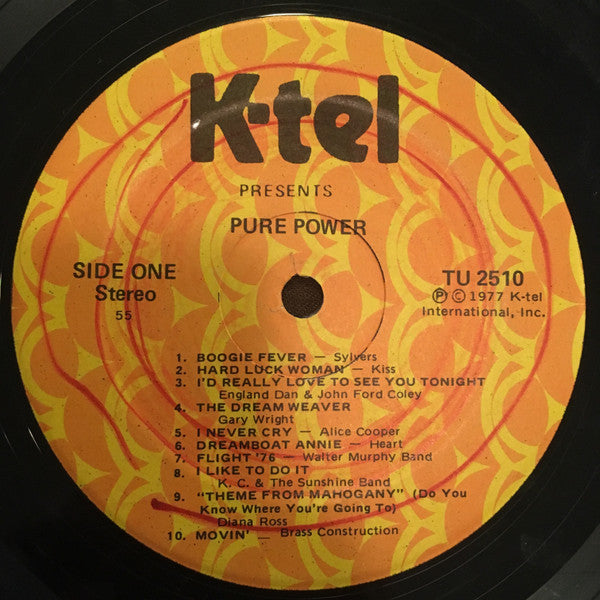 K-tel
PRESENTS
PURE POWER
SIDE ONE
Stereo
55
TU 2510
Ⓟ © 1977 K-tel
International, Inc.
1. BOOGIE FEVER — Sylvers
2. HARD LUCK WOMAN — Kiss
3. I'D REALLY LOVE TO SEE YOU TONIGHT
England Dan & John Ford Coley
4. THE DREAM WEAVER
Gary Wright
5. I NEVER CRY — Alice Cooper
6. DREAMBOAT ANNIE — Heart
7. FLIGHT '76 — Walter Murphy Band
8. I LIKE TO DO IT
K. C. & The Sunshine Band
9. "THEME FROM MAHOGANY" (Do You
Know Where You're Going To)
Diana Ross
10. MOVIN' — Brass Construction